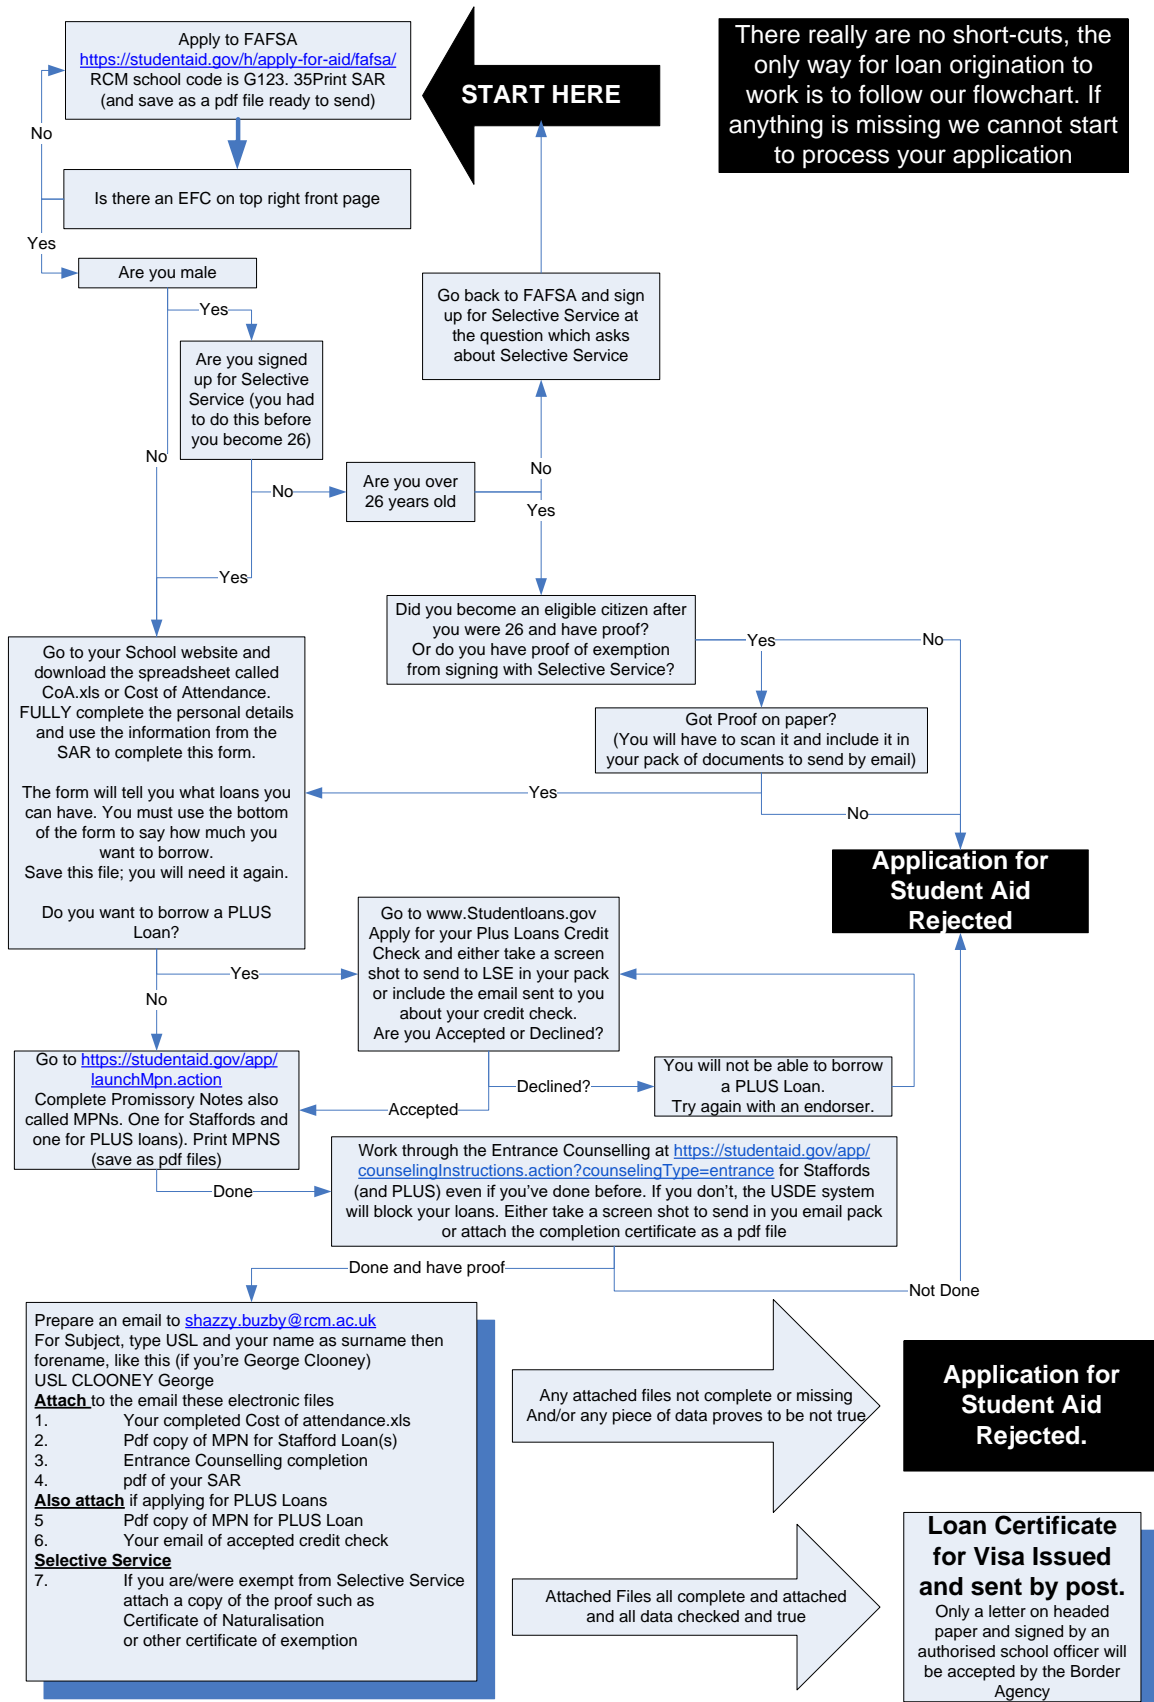 Apply to FAFSA
https://studentaid.gov/h/apply-for-aid/fafsa/
RCM school code is G123. 35Print SAR
(and save as a pdf file ready to send)
START HERE
There really are no short-cuts, the
only way for loan origination to
work is to follow our flowchart. If
anything is missing we cannot start
to process your application
No
Is there an EFC on top right front page
Yes
Are you male
Yes
Go back to FAFSA and sign
up for Selective Service at
the question which asks
about Selective Service
Are you signed
up for Selective
Service (you had
to do this before
you become 26)
No
No
Are you over
26 years old
No
Yes
Yes
Did you become an eligible citizen after
you were 26 and have proof?
Or do you have proof of exemption
from signing with Selective Service?
Yes
No
Go to your School website and
download the spreadsheet called
CoA.xls or Cost of Attendance.
FULLY complete the personal details
and use the information from the
SAR to complete this form.
The form will tell you what loans you
can have. You must use the bottom
of the form to say how much you
want to borrow.
Save this file; you will need it again.
Do you want to borrow a PLUS
Loan?
Got Proof on paper?
(You will have to scan it and include it in
your pack of documents to send by email)
Yes
No
Application for
Student Aid
Rejected
Go to www.Studentloans.gov
Apply for your Plus Loans Credit
Check and either take a screen
shot to send to LSE in your pack
or include the email sent to you
about your credit check.
Are you Accepted or Declined?
Yes
No
Go to https://studentaid.gov/app/
launchMpn.action
Complete Promissory Notes also
called MPNs. One for Staffords and
one for PLUS loans). Print MPNS
(save as pdf files)
Declined?
You will not be able to borrow
a PLUS Loan.
Try again with an endorser.
Accepted
Done
Work through the Entrance Counselling at https://studentaid.gov/app/
counselingInstructions.action?counselingType=entrance for Staffords
(and PLUS) even if you've done before. If you don't, the USDE system
will block your loans. Either take a screen shot to send in you email pack
or attach the completion certificate as a pdf file
Done and have proof
Not Done
Prepare an email to shazzy.buzby@rcm.ac.uk
For Subject, type USL and your name as surname then
forename, like this (if you're George Clooney)
USL CLOONEY George
Attach to the email these electronic files
1. Your completed Cost of attendance.xls
2. Pdf copy of MPN for Stafford Loan(s)
3. Entrance Counselling completion
4. pdf of your SAR
Also attach if applying for PLUS Loans
5 Pdf copy of MPN for PLUS Loan
6. Your email of accepted credit check
Selective Service
7. If you are/were exempt from Selective Service
attach a copy of the proof such as
Certificate of Naturalisation
or other certificate of exemption
Any attached files not complete or missing
And/or any piece of data proves to be not true
Application for
Student Aid
Rejected.
Attached Files all complete and attached
and all data checked and true
Loan Certificate
for Visa Issued
and sent by post.
Only a letter on headed
paper and signed by an
authorised school officer will
be accepted by the Border
Agency